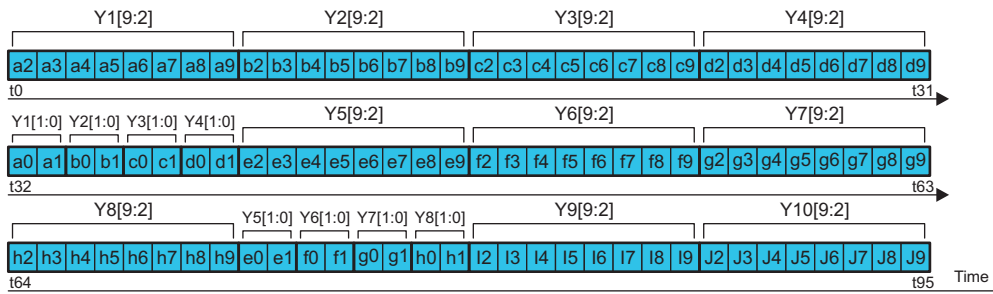 Y1[9:2] Y2[9:2] Y3[9:2] Y4[9:2]
a2 a3 a4 a5 a6 a7 a8 a9 b2 b3 b4 b5 b6 b7 b8 b9 c2 c3 c4 c5 c6 c7 c8 c9 d2 d3 d4 d5 d6 d7 d8 d9
t0 t31
Y1[1:0] Y2[1:0] Y3[1:0] Y4[1:0] Y5[9:2] Y6[9:2] Y7[9:2]
a0 a1 b0 b1 c0 c1 d0 d1 e2 e3 e4 e5 e6 e7 e8 e9 f2 f3 f4 f5 f6 f7 f8 f9 g2 g3 g4 g5 g6 g7 g8 g9
t32 t63
Y8[9:2] Y5[1:0] Y6[1:0] Y7[1:0] Y8[1:0] Y9[9:2] Y10[9:2]
h2 h3 h4 h5 h6 h7 h8 h9 e0 e1 f0 f1 g0 g1 h0 h1 I2 I3 I4 I5 I6 I7 I8 I9 J2 J3 J4 J5 J6 J7 J8 J9
t64 t95 Time